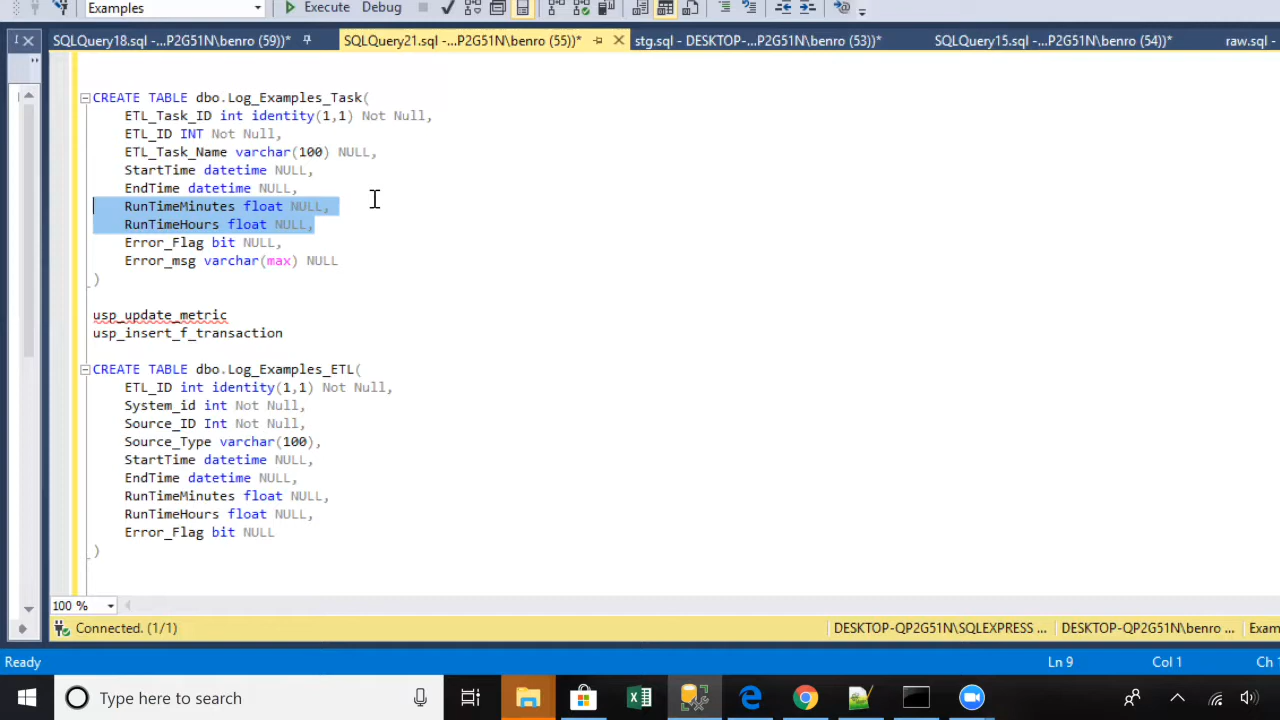 Examples
Execute
Debug
SQLQuery18.sql -...P2G51N\benro (59))*
SQLQuery21.sql -...P2G51N\benro (55))*
stg.sql - DESKTOP-...P2G51N\benro (53))*
SQLQuery15.sql -...P2G51N\benro (54))*
raw.sql -
CREATE TABLE dbo.Log_Examples_Task(
ETL_Task_ID int identity(1,1) Not Null,
ETL_ID INT Not Null,
ETL_Task_Name varchar(100) NULL,
StartTime datetime NULL,
EndTime datetime NULL,
RunTimeMinutes float NULL,
RunTimeHours float NULL,
Error_Flag bit NULL,
Error_msg varchar(max) NULL
)
usp_update_metric
usp_insert_f_transaction
CREATE TABLE dbo.Log_Examples_ETL(
ETL_ID int identity(1,1) Not Null,
System_id int Not Null,
Source_ID Int Not Null,
Source_Type varchar(100),
StartTime datetime NULL,
EndTime datetime NULL,
RunTimeMinutes float NULL,
RunTimeHours float NULL,
Error_Flag bit NULL
)
100 %
Connected. (1/1)
DESKTOP-QP2G51N\SQLEXPRESS ...
DESKTOP-QP2G51N\benro ...
Exam
Ready
Ln 9
Col 1
Ch 1
Type here to search